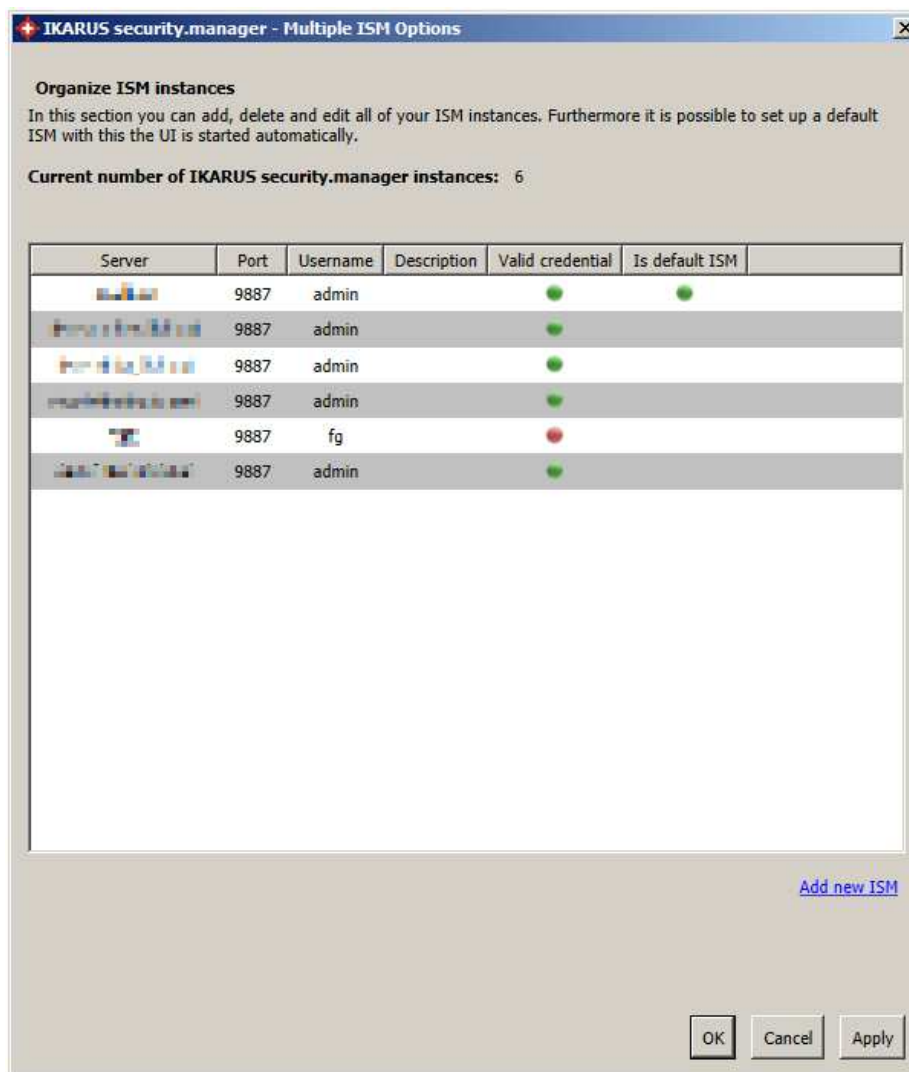 IKARUS security.manager - Multiple ISM Options
Organize ISM instances
In this section you can add, delete and edit all of your ISM instances. Furthermore it is possible to set up a default
ISM with this the UI is started automatically.
Current number of IKARUS security.manager instances: 6
Server Port Username Description Valid credential Is default ISM
9887 admin
9887 admin
9887 admin
9887 admin
9887 fg
9887 admin
Add new ISM
OK Cancel Apply